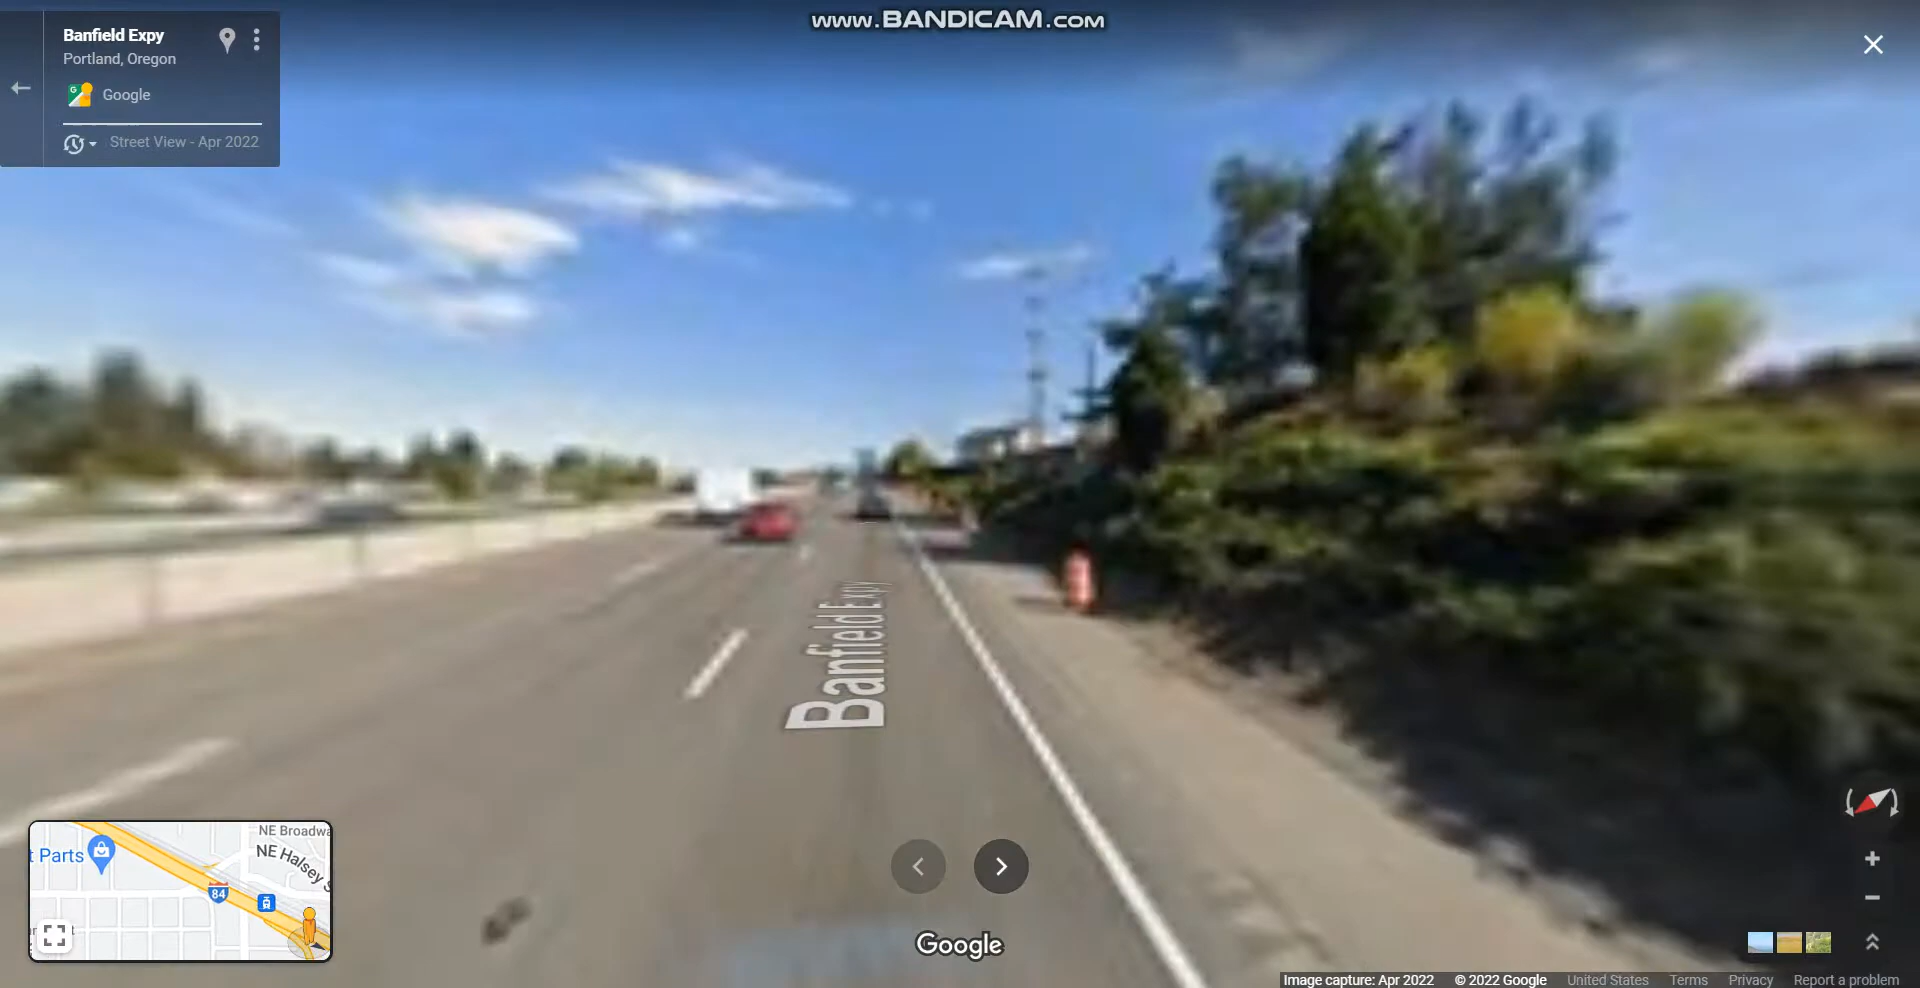 www.BANDICAM.com
Banfield Expy
Portland, Oregon
Google
Street View - Apr 2022
Banfield Expy
NE Broadwa
NE Halsey S
t Parts
84
Google
Image capture: Apr 2022 © 2022 Google United States Terms Privacy Report a problem